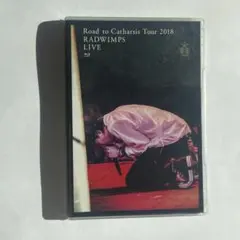 Road to Catharsis Tour 2018
RADWIMPS
LIVE